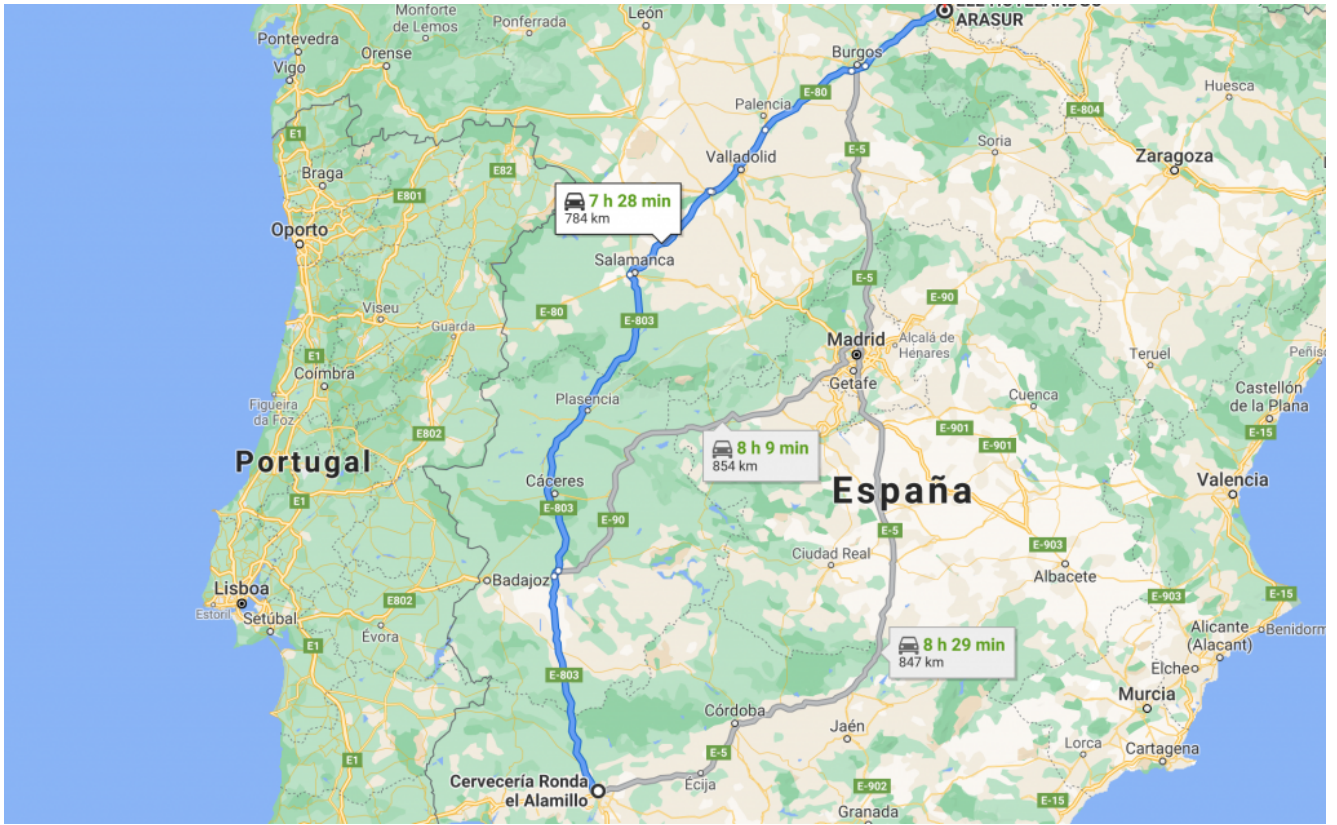 Monforte
de Lemos
León
Ponferrada
ARASUR
Pontevedra
Orense
Burgos
Vigo
Huesca
E-80
Palencia
E-804
E1
Soria
E-5
Valladolid
Zaragoza
E82
Braga
E801
7 h 28 min
784 km
Oporto
Salamanca
E-5
E-90
Viseu
E-80
E-803
Guarda
Madrid
Alcalá de
Henares
E1
Teruel
Coímbra
Getafe
Castellón
de la Plana
Plasencia
Cuenca
Figueira
da Foz
E802
E-901
E-15
E-901
8 h 9 min
854 km
Portugal
Cáceres
España
Valencia
E1
E-803
E-90
E-5
E-903
Ciudad Real
Badajoz
Albacete
Lisboa
E802
E-903
E-15
Estoril
Setúbal
Évora
Alicante
(Alacant)
Benidorm
E1
8 h 29 min
847 km
E-803
Elche
Murcia
Córdoba
Jaén
Lorca
Cartagena
E1
E-5
Cervecería Ronda
el Alamillo
Écija
E-902
E-15
Granada